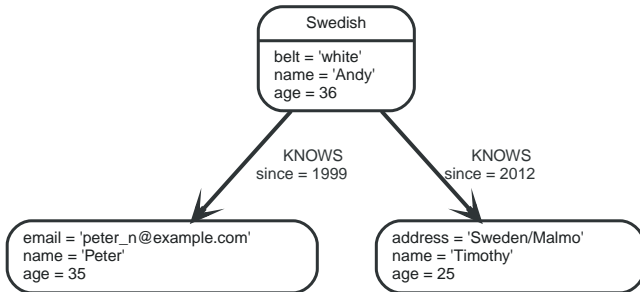 Swedish
belt = 'white'
name = 'Andy'
age = 36
KNOWS
since = 1999
KNOWS
since = 2012
email = 'peter_n@example.com'
name = 'Peter'
age = 35
address = 'Sweden/Malmo'
name = 'Timothy'
age = 25